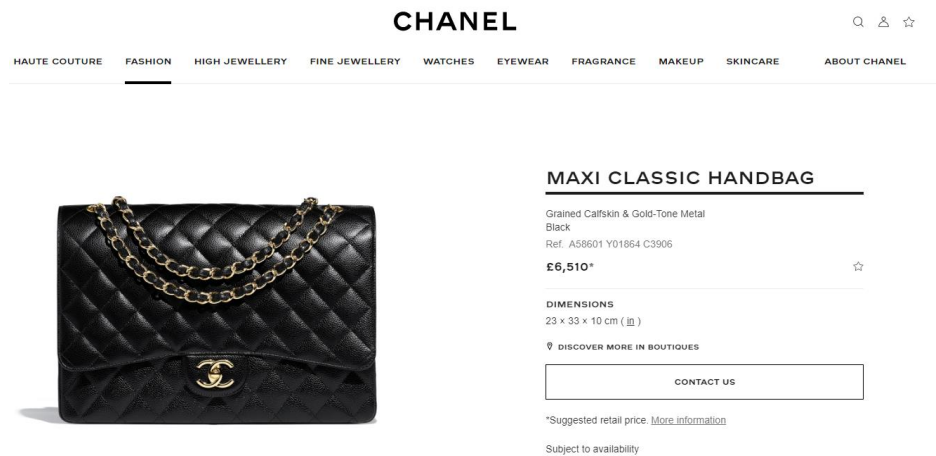 CHANEL
HAUTE COUTURE FASHION HIGH JEWELLERY FINE JEWELLERY WATCHES EYEWEAR FRAGRANCE MAKEUP SKINCARE ABOUT CHANEL
MAXI CLASSIC HANDBAG
Grained Calfskin & Gold-Tone Metal
Black
Ref. A58601 Y01864 C3906
£6,510*
DIMENSIONS
23 × 33 × 10 cm ( in )
DISCOVER MORE IN BOUTIQUES
CONTACT US
*Suggested retail price. More information
Subject to availability